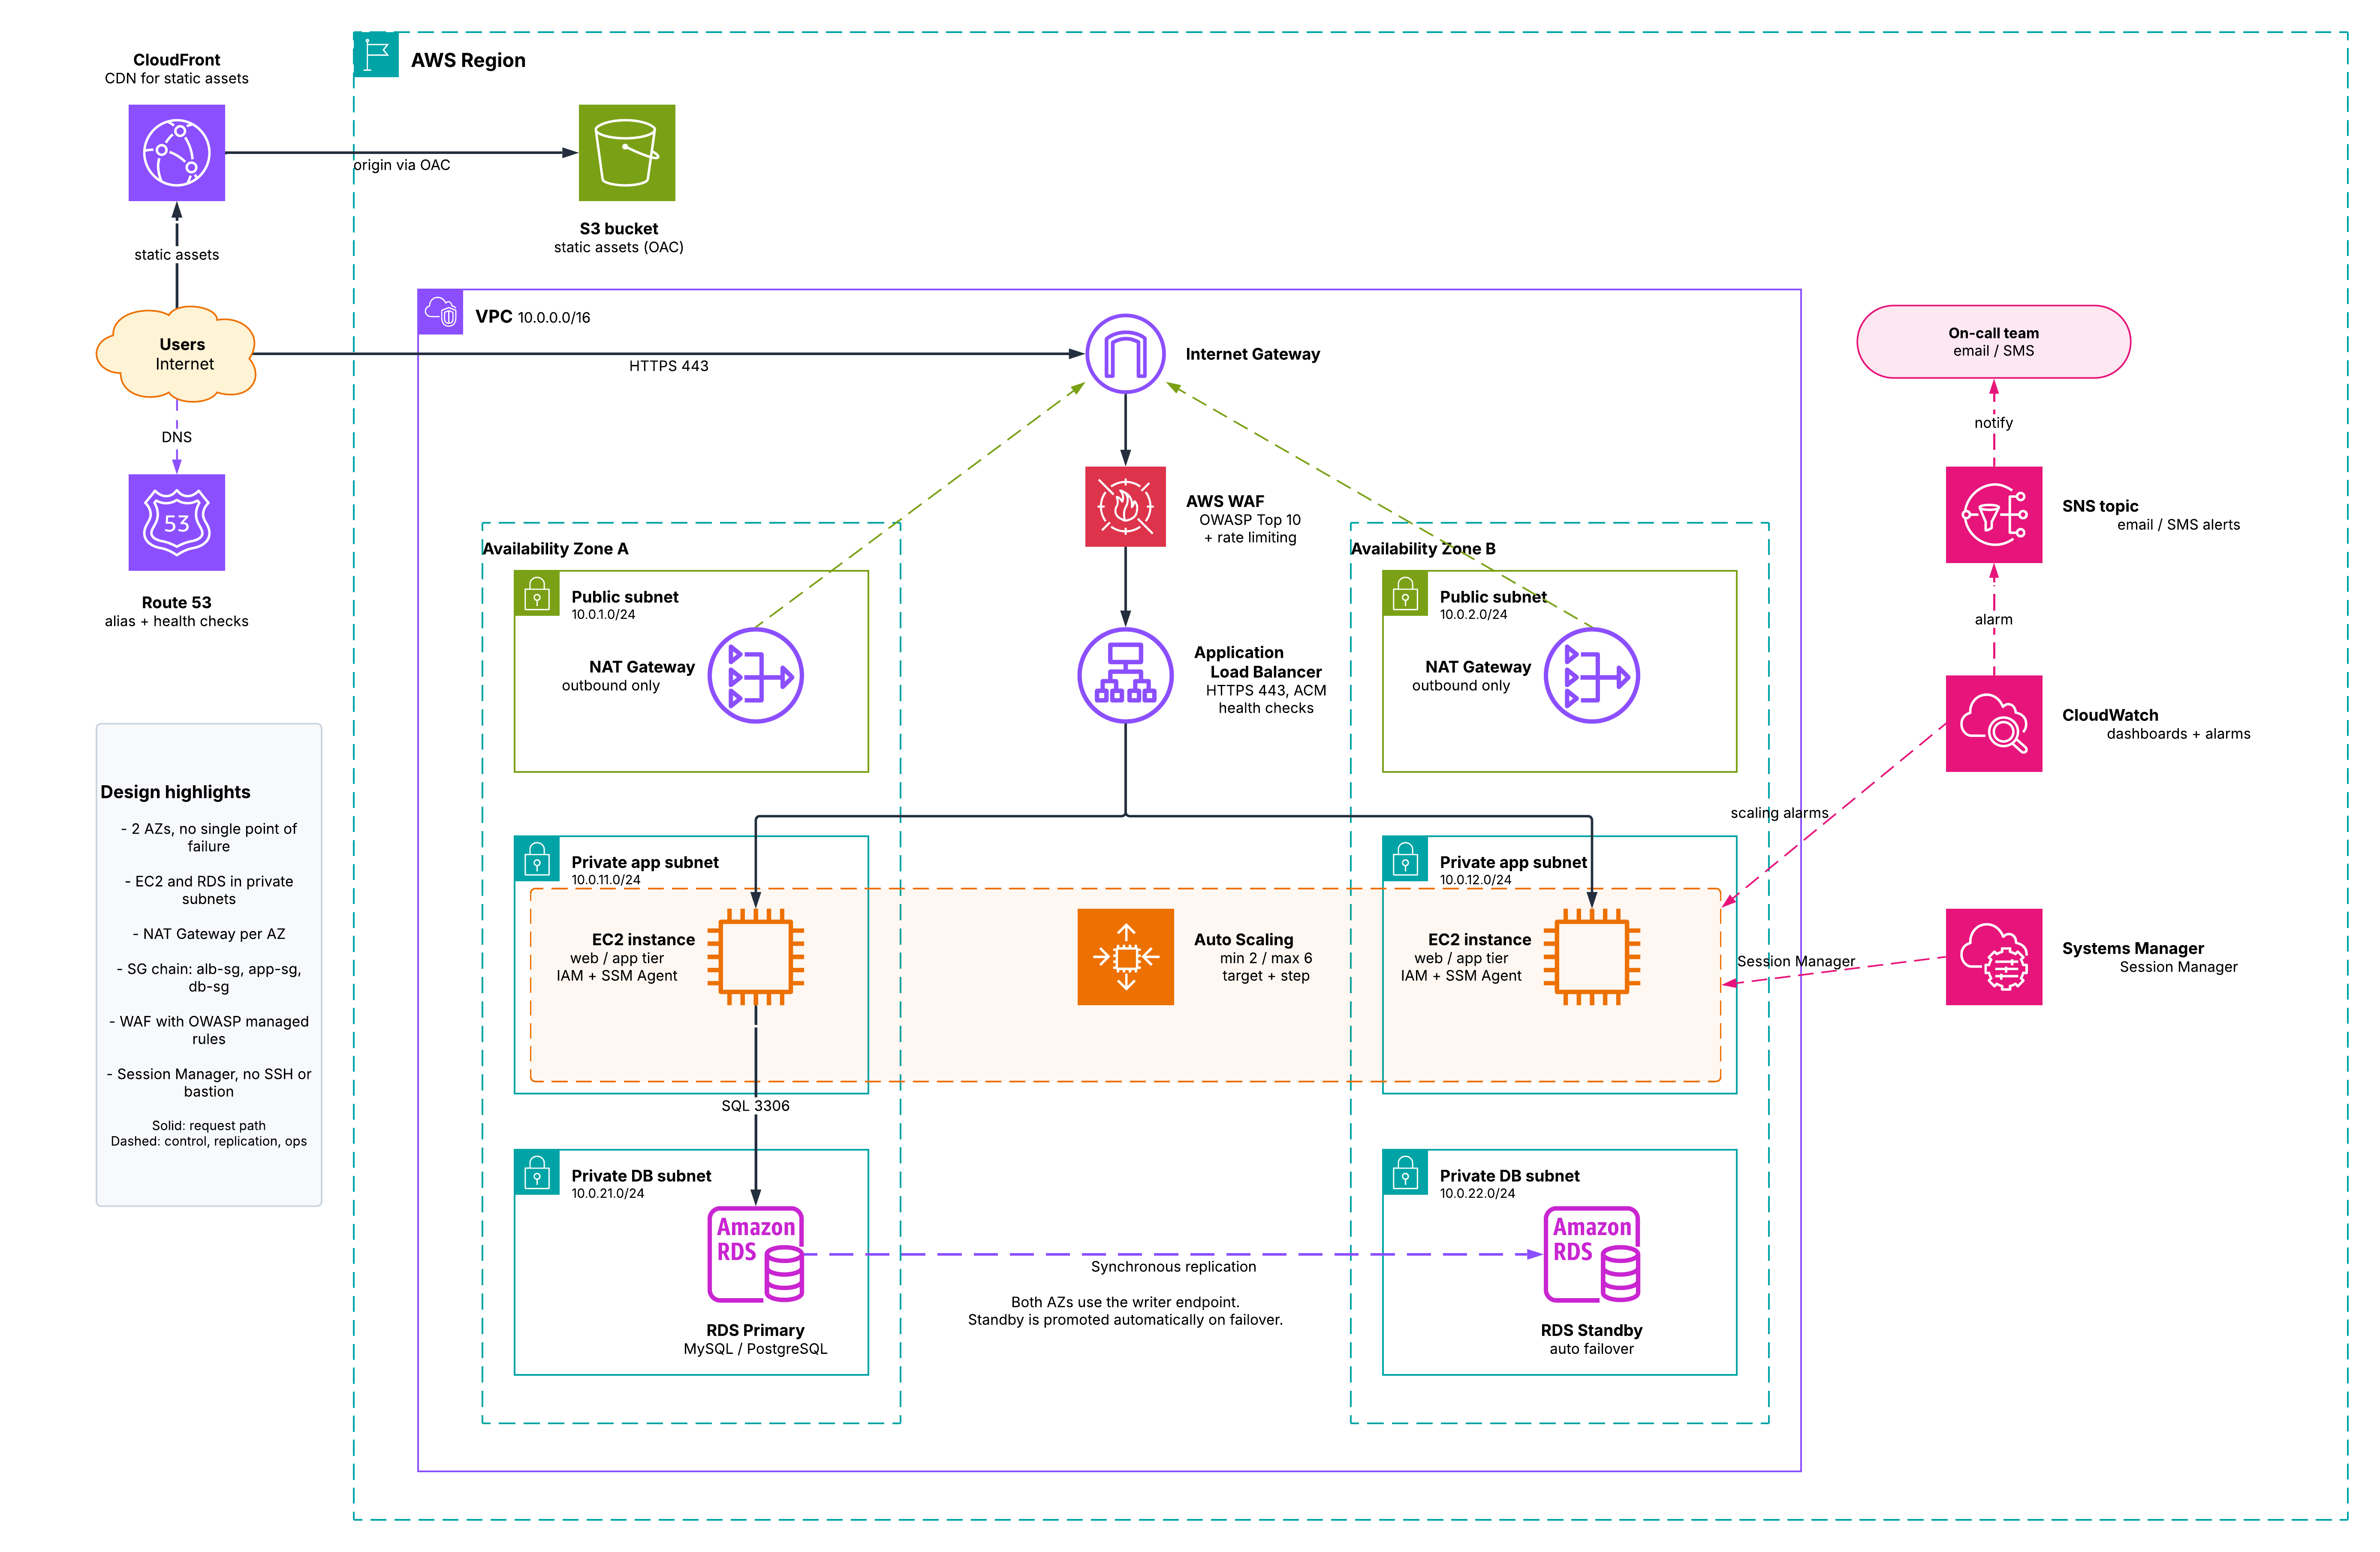 CloudFront
CDN for static assets
AWS Region
origin via OAC
S3 bucket
static assets (OAC)
static assets
Users
Internet
HTTPS 443
DNS
53
Route 53
alias + health checks
VPC 10.0.0.0/16
Internet Gateway
AWS WAF
OWASP Top 10
+ rate limiting
Application
Load Balancer
HTTPS 443, ACM
health checks
Availability Zone A
Public subnet
10.0.1.0/24
NAT Gateway
outbound only
Availability Zone B
Public subnet
10.0.2.0/24
NAT Gateway
outbound only
Private app subnet
10.0.11.0/24
EC2 instance
web / app tier
IAM + SSM Agent
Auto Scaling
min 2 / max 6
target + step
Private app subnet
10.0.12.0/24
EC2 instance
web / app tier
IAM + SSM Agent
SQL 3306
Private DB subnet
10.0.21.0/24
Amazon
RDS
RDS Primary
MySQL / PostgreSQL
Synchronous replication
Both AZs use the writer endpoint.
Standby is promoted automatically on failover.
Private DB subnet
10.0.22.0/24
Amazon
RDS
RDS Standby
auto failover
On-call team
email / SMS
notify
SNS topic
email / SMS alerts
alarm
CloudWatch
dashboards + alarms
scaling alarms
Systems Manager
Session Manager
Session Manager
Design highlights
- 2 AZs, no single point of
failure
- EC2 and RDS in private
subnets
- NAT Gateway per AZ
- SG chain: alb-sg, app-sg,
db-sg
- WAF with OWASP managed
rules
- Session Manager, no SSH or
bastion
Solid: request path
Dashed: control, replication, ops